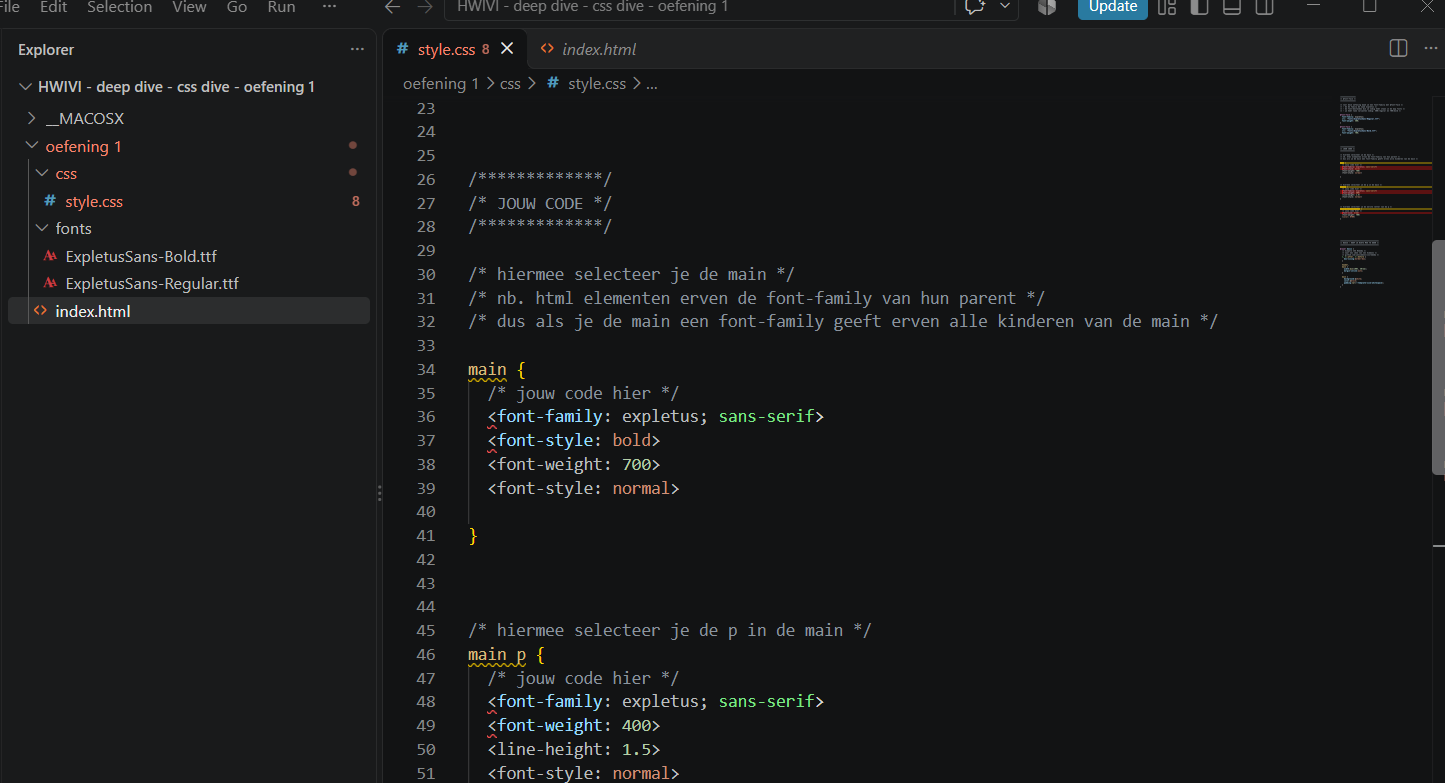 File Edit Selection View Go Run ··· HWIVI - deep dive - css dive - oefening 1 Update
Explorer ···
HWIVI - deep dive - css dive - oefening 1
__MACOSX
oefening 1
css
# style.css 8
fonts
ExpletusSans-Bold.ttf
ExpletusSans-Regular.ttf
<> index.html
# style.css 8 × <> index.html ···
oefening 1 > css > # style.css > ...
23
24
25
26 /*************/
27 /* JOUW CODE */
28 /*************/
29
30 /* hiermee selecteer je de main */
31 /* nb. html elementen erven de font-family van hun parent */
32 /* dus als je de main een font-family geeft erven alle kinderen van de main */
33
34 main {
35 /* jouw code hier */
36 <font-family: expletus; sans-serif>
37 <font-style: bold>
38 <font-weight: 700>
39 <font-style: normal>
40
41 }
42
43
44
45 /* hiermee selecteer je de p in de main */
46 main p {
47 /* jouw code hier */
48 <font-family: expletus; sans-serif>
49 <font-weight: 400>
50 <line-height: 1.5>
51 <font-style: normal>